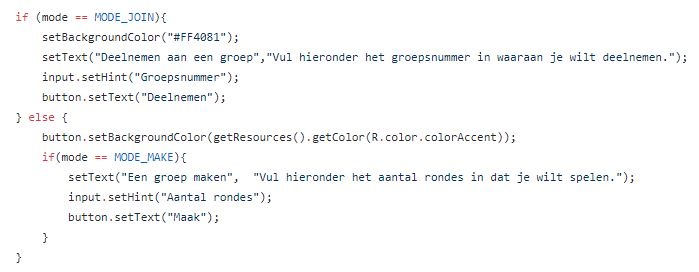 if (mode == MODE_JOIN){
    setBackgroundColor("#FF4081");
    setText("Deelnemen aan een groep","Vul hieronder het groepsnummer in waaraan je wilt deelnemen.");
    input.setHint("Groepsnummer");
    button.setText("Deelnemen");
} else {
    button.setBackgroundColor(getResources().getColor(R.color.colorAccent));
    if(mode == MODE_MAKE){
        setText("Een groep maken",  "Vul hieronder het aantal rondes in dat je wilt spelen.");
        input.setHint("Aantal rondes");
        button.setText("Maak");
    }
}